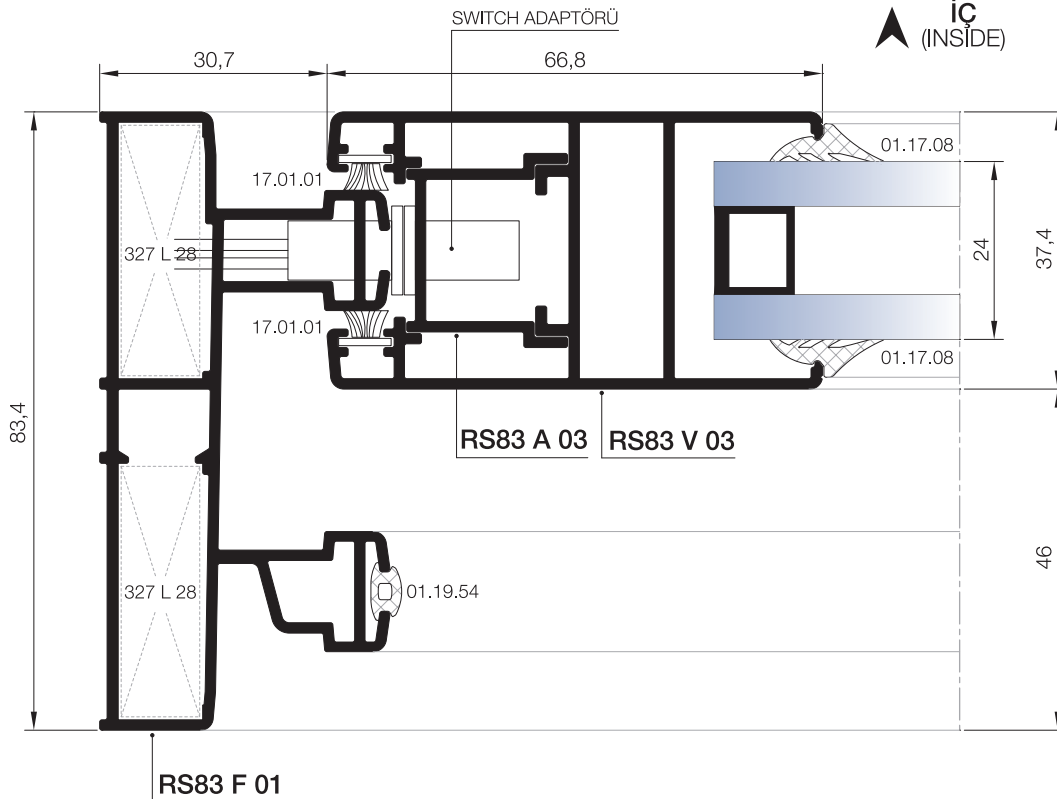 SWITCH ADAPTÖRÜ
İÇ
(INSIDE)
30,7
66,8
01.17.08
17.01.01
327 L 28
24
37,4
17.01.01
01.17.08
83,4
RS83 A 03
RS83 V 03
46
327 L 28
01.19.54
RS83 F 01